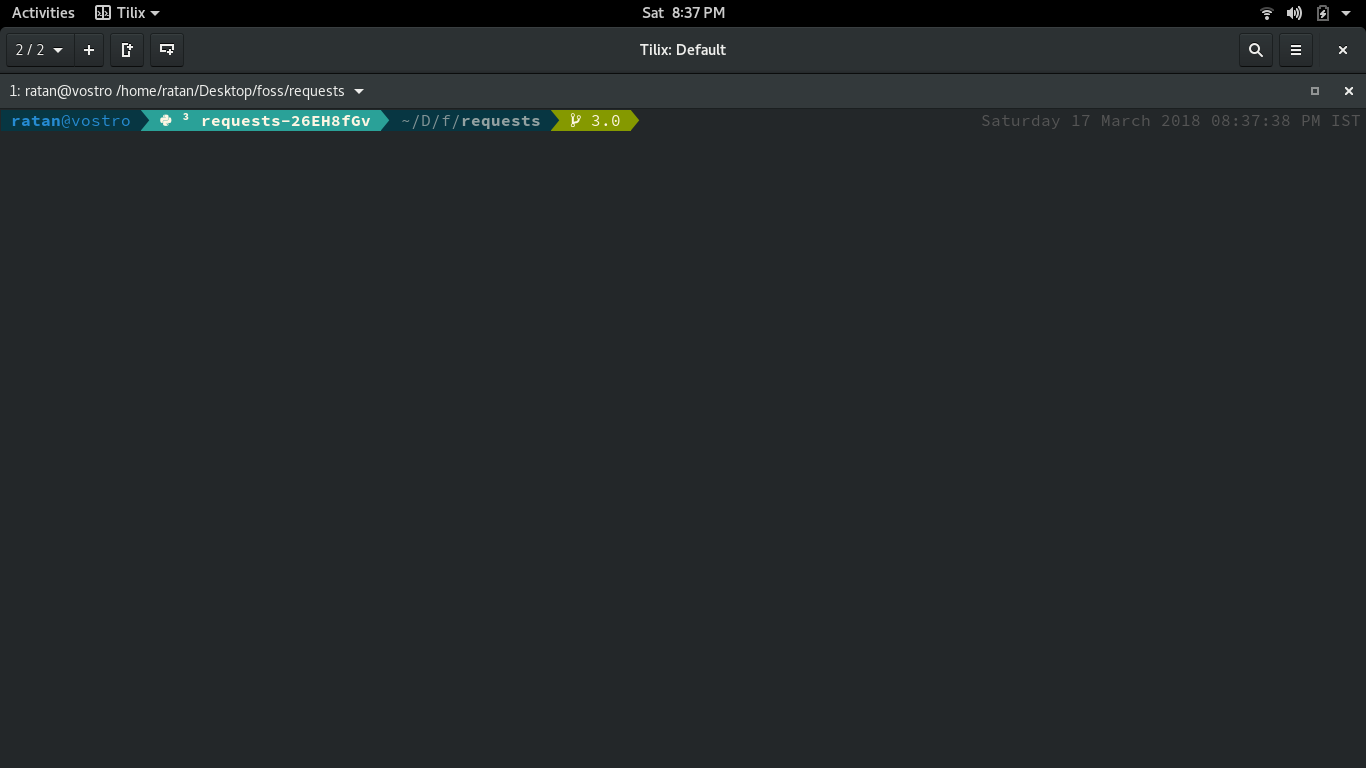 Activities Tilix Sat 8:37 PM
2 / 2 Tilix: Default
1: ratan@vostro /home/ratan/Desktop/foss/requests
ratan@vostro ³ requests-26EH8fGv ~/D/f/requests 3.0 Saturday 17 March 2018 08:37:38 PM IST